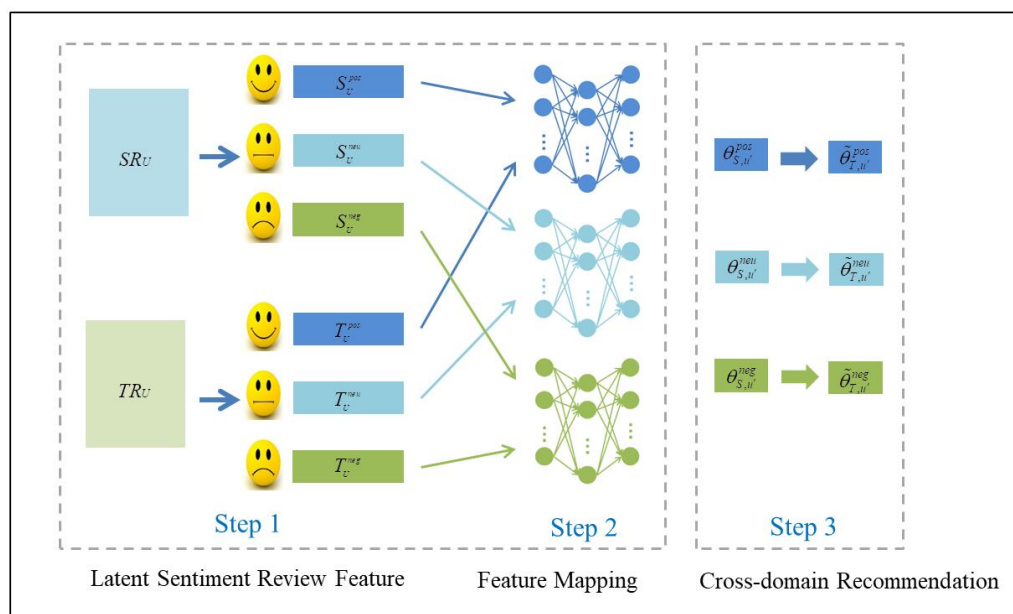 S_U^{pos}
SR_U
S_U^{neu}
S_U^{neg}
T_U^{pos}
TR_U
T_U^{neu}
T_U^{neg}
Step 1
Step 2
θ_{S,u'}^{pos} θ̃_{T,u'}^{pos}
θ_{S,u'}^{neu} θ̃_{T,u'}^{neu}
θ_{S,u'}^{neg} θ̃_{T,u'}^{neg}
Step 3
Latent Sentiment Review Feature
Feature Mapping
Cross-domain Recommendation